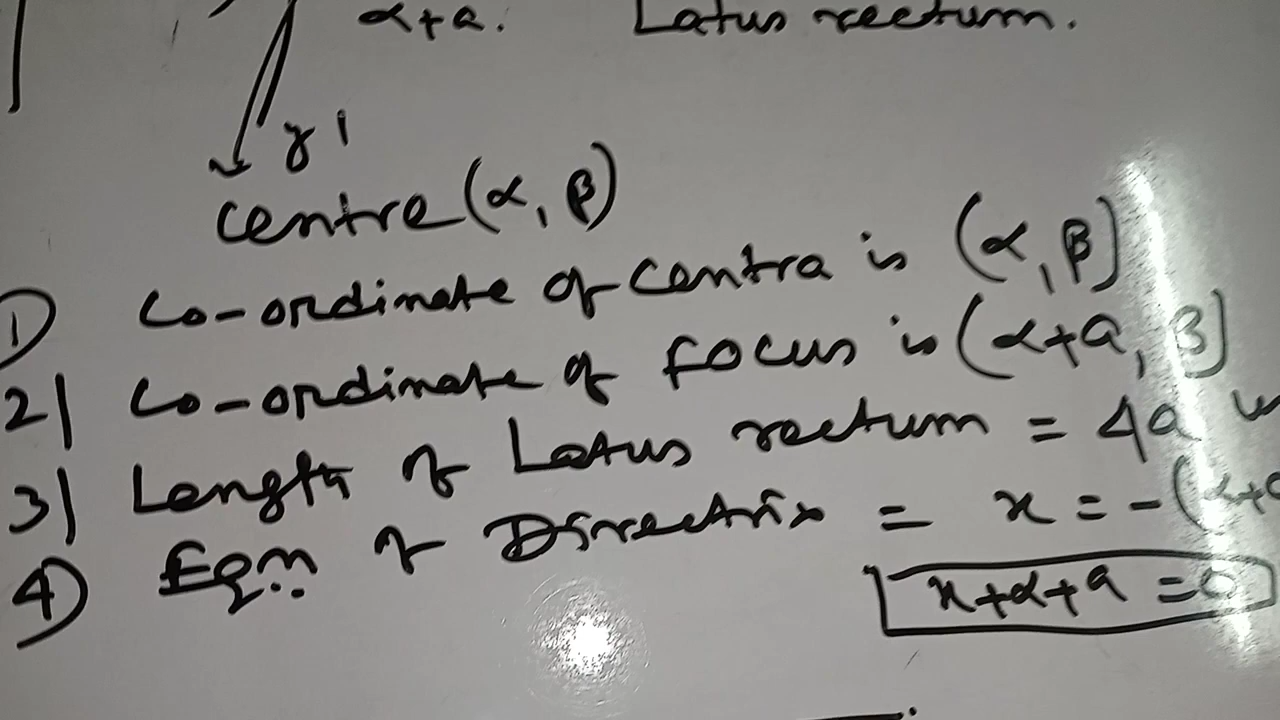 α+a. Latus rectum.
y'
centre(α, β)
1) Co-ordinate of Centra is (α, β)
2) Co-ordinate of focus is (α+a, β)
3) Length of Latus rectum = 4a
4) Eqn. of Directrix = x = -(α+a
x+α+a =0